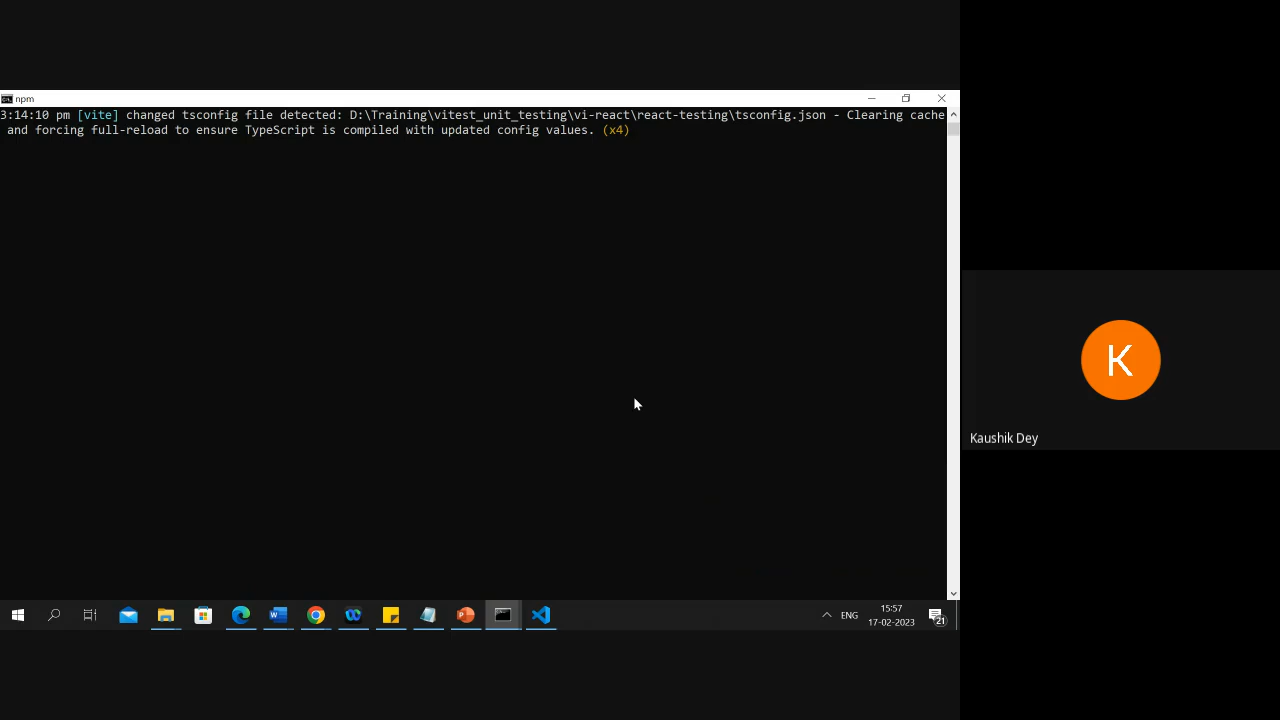 npm
3:14:10 pm [vite] changed tsconfig file detected: D:\Training\vitest_unit_testing\vi-react\react-testing\tsconfig.json - Clearing cache
and forcing full-reload to ensure TypeScript is compiled with updated config values. (x4)
K
Kaushik Dey
ENG
15:57
17-02-2023
21